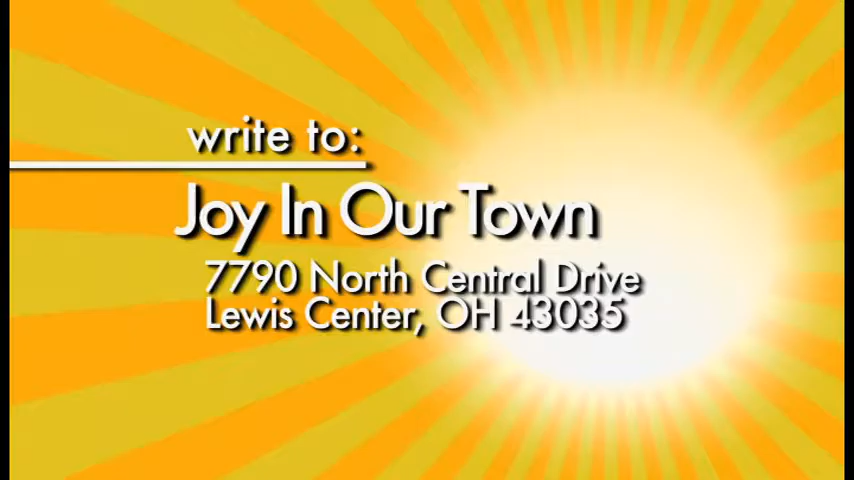 write to:
Joy In Our Town
7790 North Central Drive
Lewis Center, OH 43035